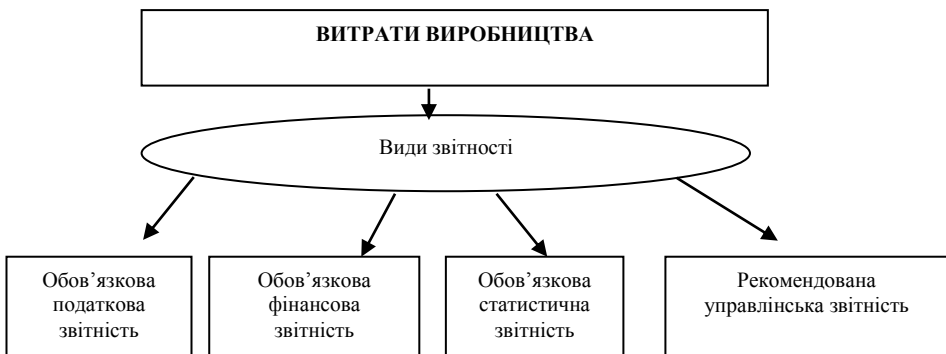 ВИТРАТИ ВИРОБНИЦТВА
Види звітності
Обов’язкова
податкова
звітність
Обов’язкова
фінансова
звітність
Обов’язкова
статистична
звітність
Рекомендована
управлінська звітність